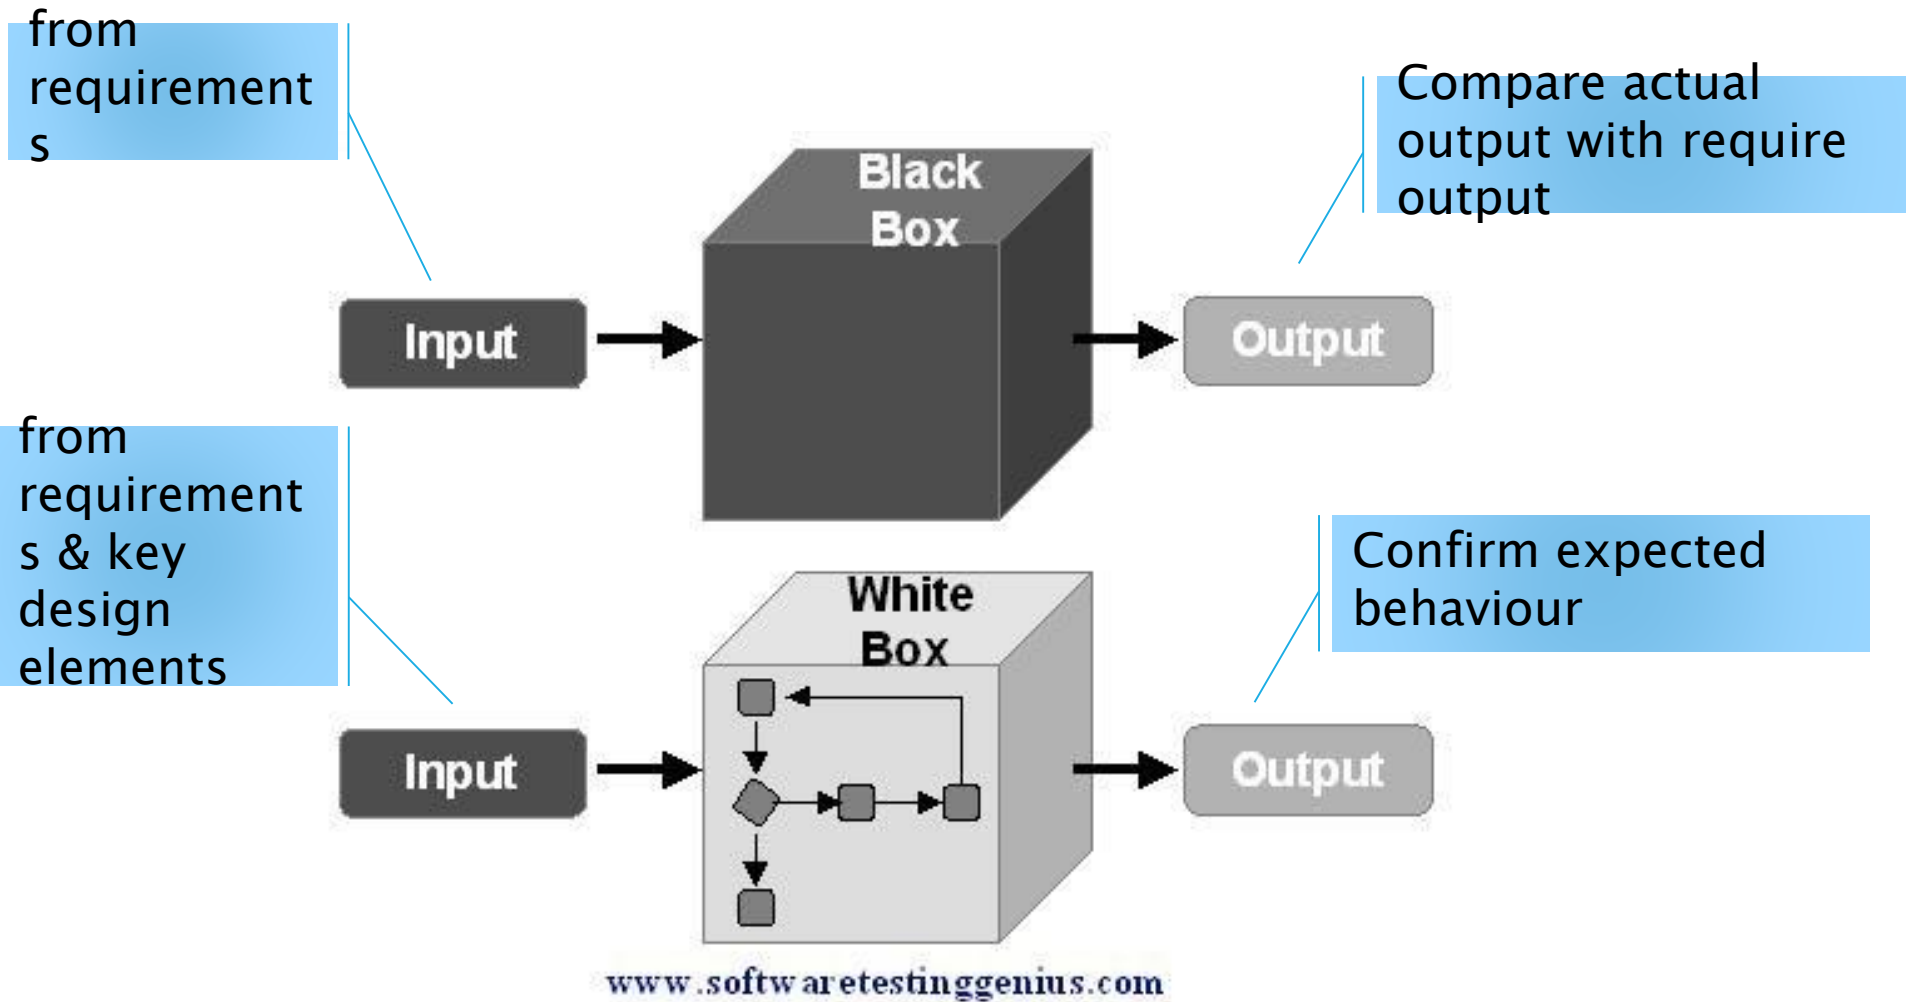 from
requirement
s
Compare actual
output with require
output
Black
Box
Input
Output
from
requirement
s & key
design
elements
Confirm expected
behaviour
White
Box
Input
Output
www.softwaretestinggenius.com